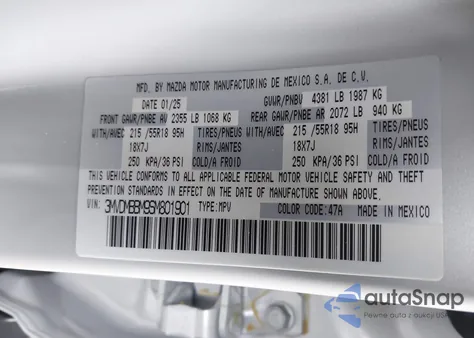 MFD. BY MAZDA MOTOR MANUFACTURING DE MEXICO S.A. DE C.V.
DATE 01/25 GVWR/PNBV 4381 LB 1987 KG
FRONT GAWR/PNBE AV 2355 LB 1068 KG REAR GAWR/PNBE AR 2072 LB 940 KG
WITH/AVEC 215 /55R18 95H TIRES/PNEUS WITH/AVEC 215 /55R18 95H TIRES/PNEUS
18X7J RIMS/JANTES 18X7J RIMS/JANTES
250 KPA/36 PSI COLD/A FROID 250 KPA/36 PSI COLD/A FROID
THIS VEHICLE CONFORMS TO ALL APPLICABLE FEDERAL MOTOR VEHICLE SAFETY AND THEFT
PREVENTION STANDARDS IN EFFECT ON THE DATE OF MANUFACTURE SHOWN ABOVE.
VIN: 3MVDMBBM9SM801901 TYPE:MPV COLOR CODE:47A MADE IN MEXICO
autoSnap
Pewne auta z aukcji USA